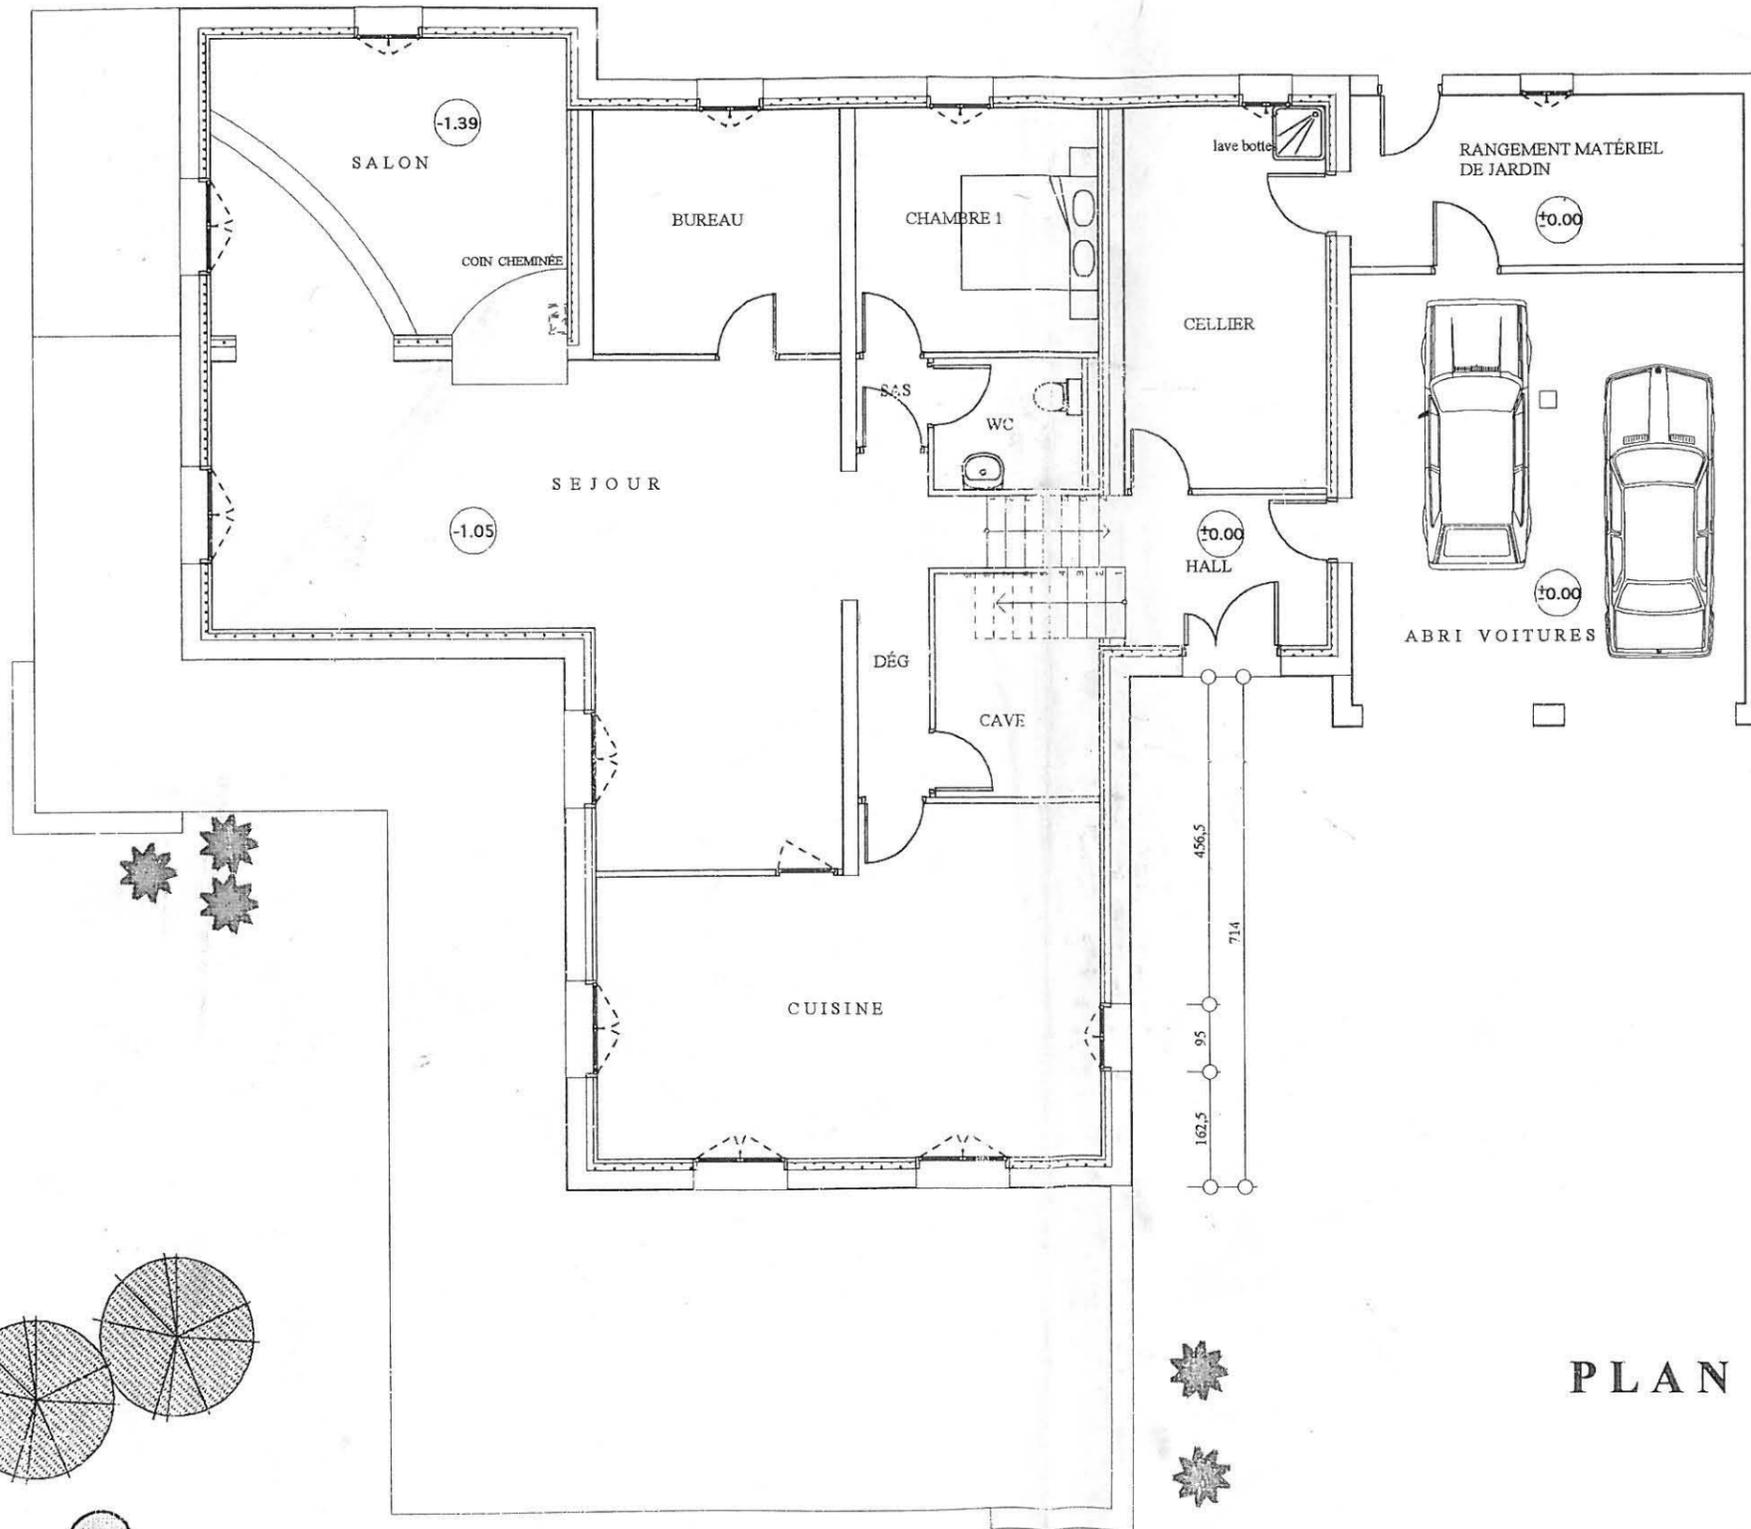 -1.39
SALON
COIN CHEMINÉE
BUREAU
CHAMBRE 1
lave botte
CELLIER
RANGEMENT MATÉRIEL
DE JARDIN
±0.00
SAS
WC
SEJOUR
-1.05
±0.00
HALL
±0.00
ABRI VOITURES
DÉG
CAVE
456,5
714
95
162,5
CUISINE
PLAN